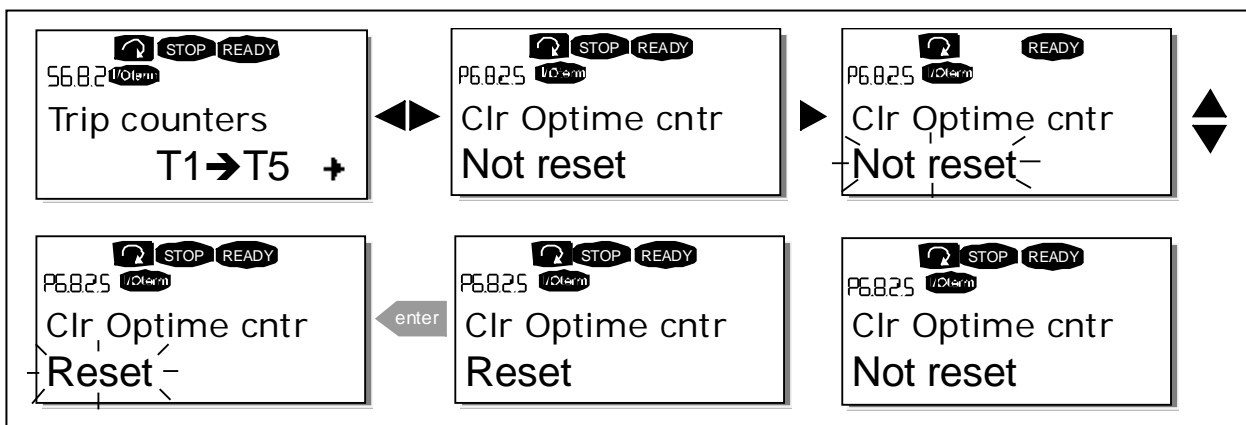 STOP READY
S6.8.2 I/Oterm
Trip counters
T1➔T5
STOP READY
P6.8.2.5 I/Oterm
Clr Optime cntr
Not reset
READY
P6.8.2.5 I/Oterm
Clr Optime cntr
Not reset
STOP READY
P6.8.2.5 I/Oterm
Clr Optime cntr
Reset
enter
STOP READY
P6.8.2.5 I/Oterm
Clr Optime cntr
Reset
STOP READY
P6.8.2.5 I/Oterm
Clr Optime cntr
Not reset